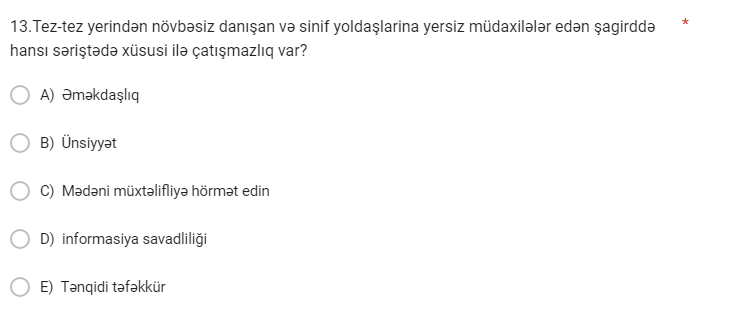 13.Tez-tez yerindən növbəsiz danışan və sinif yoldaşlarina yersiz müdaxilələr edən şagirddə *
hansı səriştədə xüsusi ilə çatışmazlıq var?
A) Əməkdaşlıq
B) Ünsiyyət
C) Mədəni müxtəlifliyə hörmət edin
D) informasiya savadliliği
E) Tənqidi təfəkkür